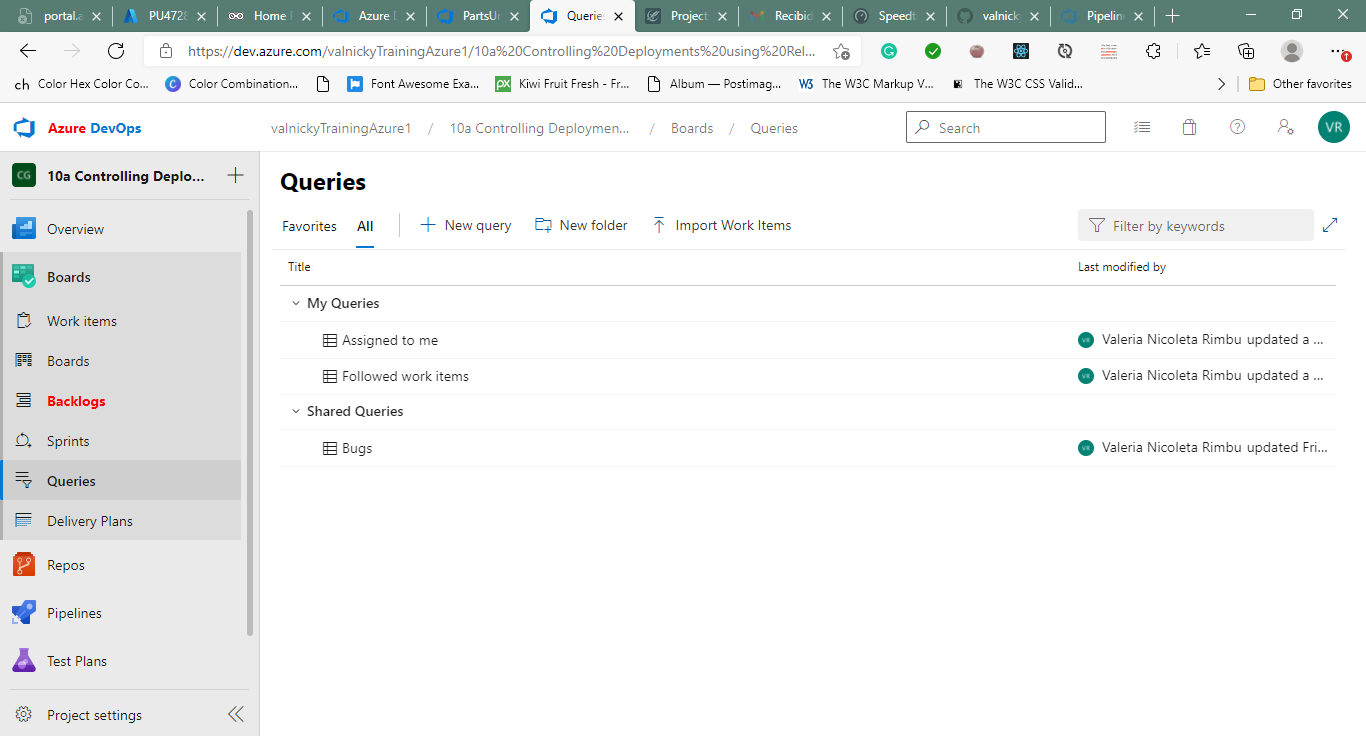 portal.a PU4728 Home Azure D PartsUn Queries Project Recibid Speedt valnick Pipelin
https://dev.azure.com/valnickyTrainingAzure1/10a%20Controlling%20Deployments%20using%20Rel...
ch Color Hex Color Co... Color Combination... Font Awesome Exa... Kiwi Fruit Fresh - Fr... Album — Postimag... W3 The W3C Markup V... The W3C CSS Valid... Other favorites
Azure DevOps valnickyTrainingAzure1 / 10a Controlling Deploymen... / Boards / Queries Search VR
CG 10a Controlling Deplo...
Overview
Boards
Work items
Boards
Backlogs
Sprints
Queries
Delivery Plans
Repos
Pipelines
Test Plans
Project settings
Queries
Favorites All New query New folder Import Work Items Filter by keywords
Title Last modified by
My Queries
Assigned to me VR Valeria Nicoleta Rimbu updated a ...
Followed work items VR Valeria Nicoleta Rimbu updated a ...
Shared Queries
Bugs VR Valeria Nicoleta Rimbu updated Fri...